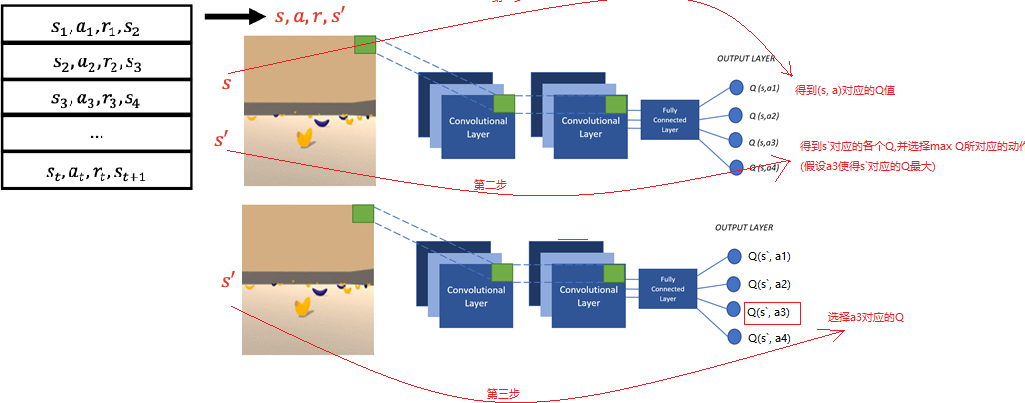 s₁, a₁, r₁, s₂
s₂, a₂, r₂, s₃
s₃, a₃, r₃, s₄
...
sₜ, aₜ, rₜ, sₜ₊₁
s, a, r, s′
s
s′
Convolutional
Layer
Convolutional
Layer
Fully
Connected
Layer
OUTPUT LAYER
Q (s,a1)
Q (s,a2)
Q (s,a3)
Q (s,a4)
得到(s, a)对应的Q值
得到s`对应的各个Q,并选择max Q所对应的动作
(假设a3使得s`对应的Q最大)
第二步
s′
Convolutional
Layer
Convolutional
Layer
Fully
Connected
Layer
OUTPUT LAYER
Q(s`, a1)
Q(s`, a2)
Q(s`, a3)
Q(s`, a4)
选择a3对应的Q
第三步